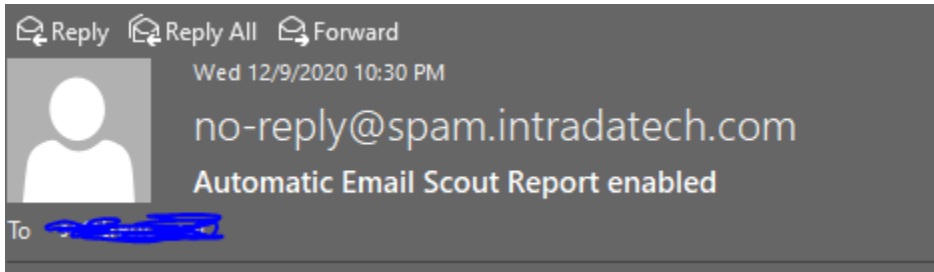 Reply Reply All Forward
Wed 12/9/2020 10:30 PM
no-reply@spam.intradatech.com
Automatic Email Scout Report enabled
To